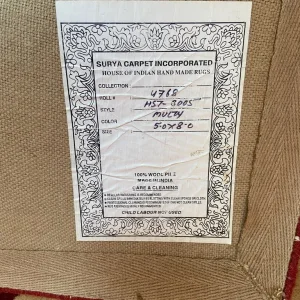 SURYA CARPET INCORPORATED
HOUSE OF INDIAN HAND MADE RUGS
COLLECTION
ROLL # 4768
STYLE MST-3005
COLOR MULTY
SIZE 5-0X8-0
100% WOOL PILE
MADE IN INDIA
CARE & CLEANING
CHILD LABOUR NOT USED